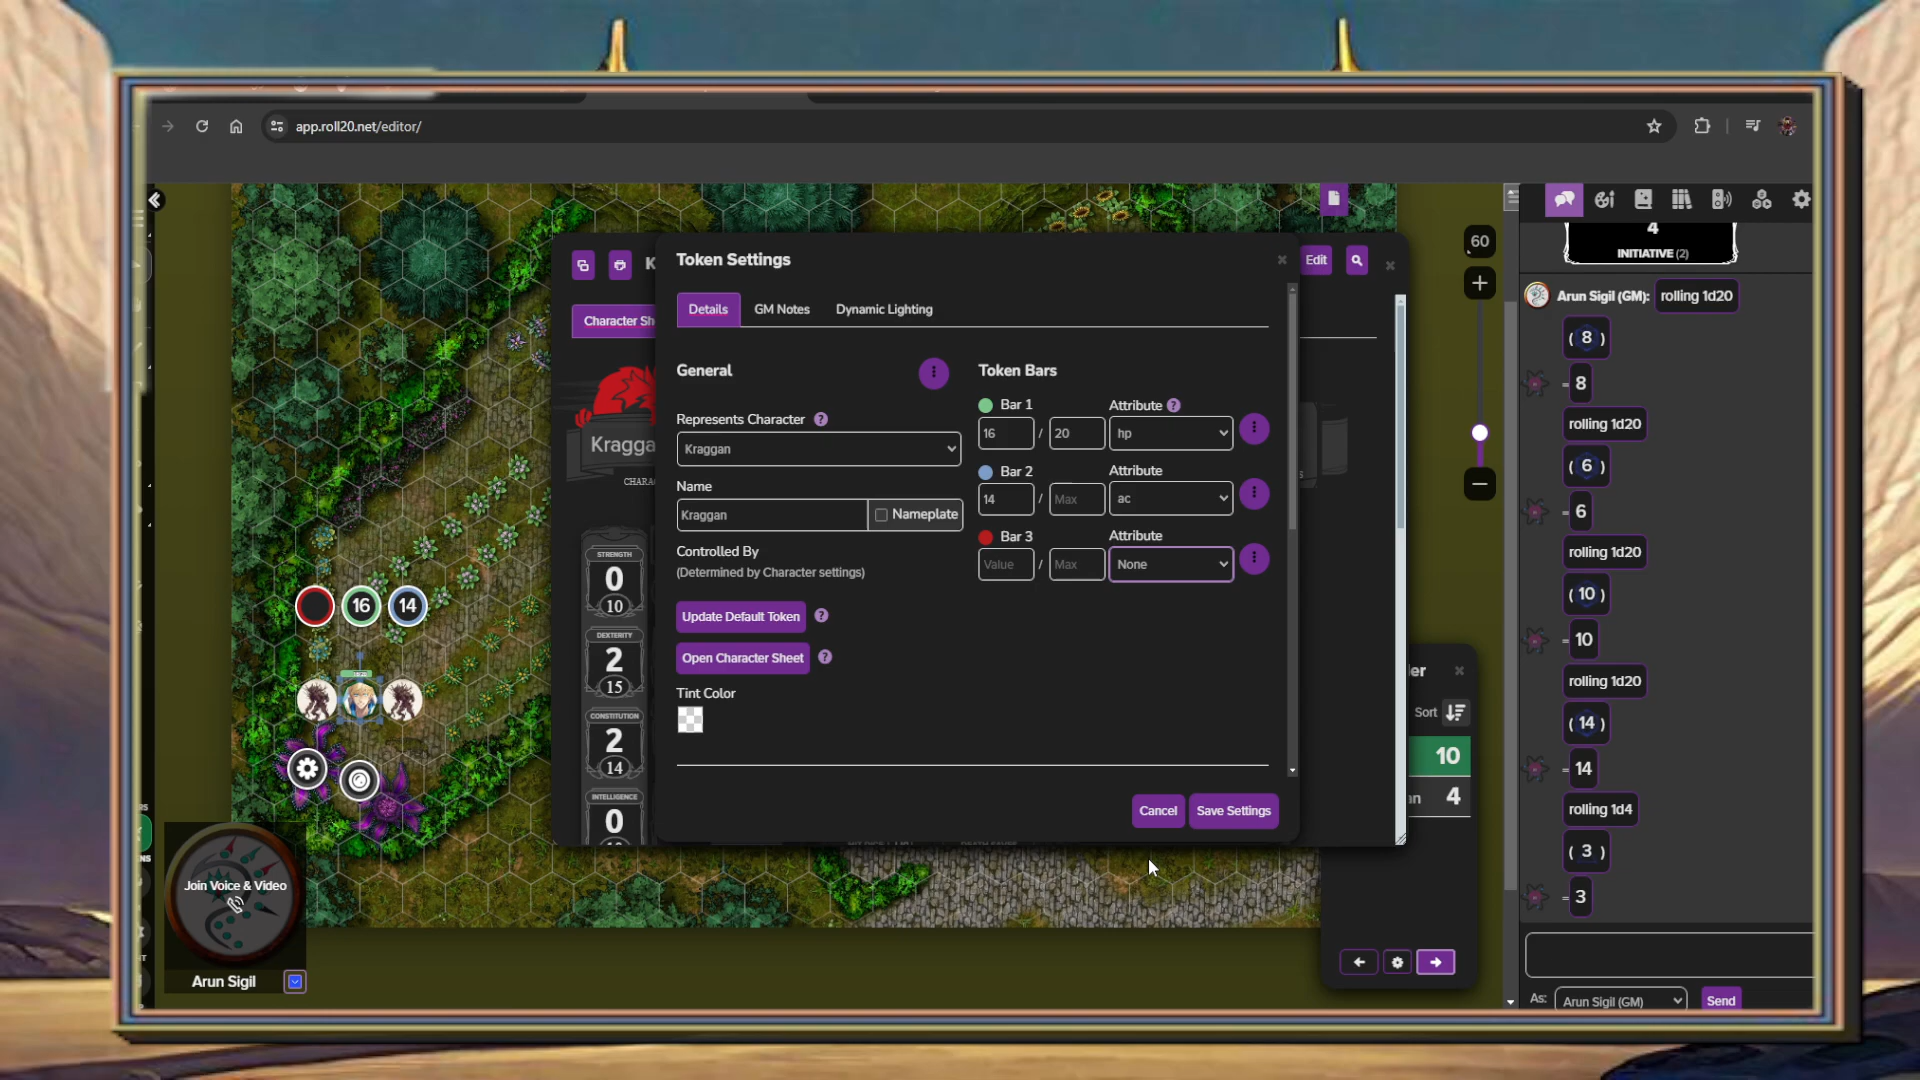 app.roll20.net/editor/
60
4
INITIATIVE (2)
Arun Sigil (GM): rolling 1d20
( 8 )
= 8
rolling 1d20
( 6 )
= 6
rolling 1d20
( 10 )
= 10
rolling 1d20
( 14 )
= 14
rolling 1d4
( 3 )
= 3
As: Arun Sigil (GM) Send
K
Edit
Character Sh
Kragga
CHARA
STRENGTH
0
10
DEXTERITY
2
15
CONSTITUTION
2
14
INTELLIGENCE
0
Token Settings
Details GM Notes Dynamic Lighting
General
Represents Character ?
Kraggan
Name
Kraggan Nameplate
Controlled By
(Determined by Character settings)
Update Default Token ?
Open Character Sheet ?
Tint Color
Token Bars
Bar 1 Attribute ?
16 / 20 hp
Bar 2 Attribute
14 / Max ac
Bar 3 Attribute
Value / Max None
Cancel Save Settings
der
Sort
10
an 4
16 14
Join Voice & Video
Arun Sigil